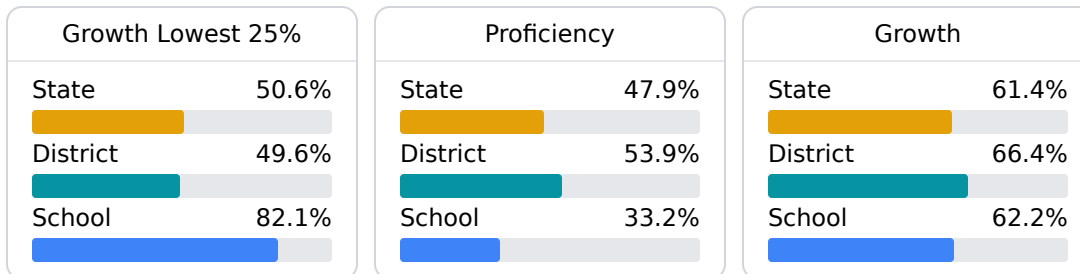 Growth Lowest 25%
State 50.6%
District 49.6%
School 82.1%
Proficiency
State 47.9%
District 53.9%
School 33.2%
Growth
State 61.4%
District 66.4%
School 62.2%